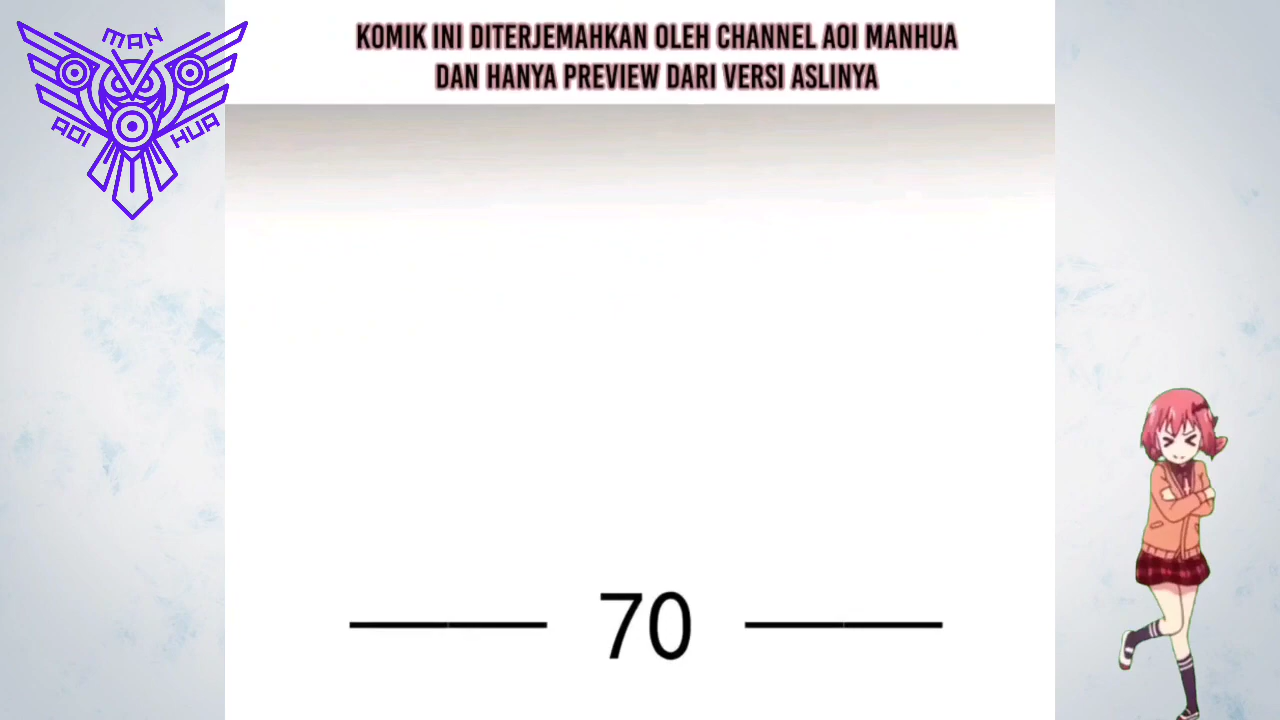 KOMIK INI DITERJEMAHKAN OLEH CHANNEL AOI MANHUA
DAN HANYA PREVIEW DARI VERSI ASLINYA
MAN
AOI
HUA
70